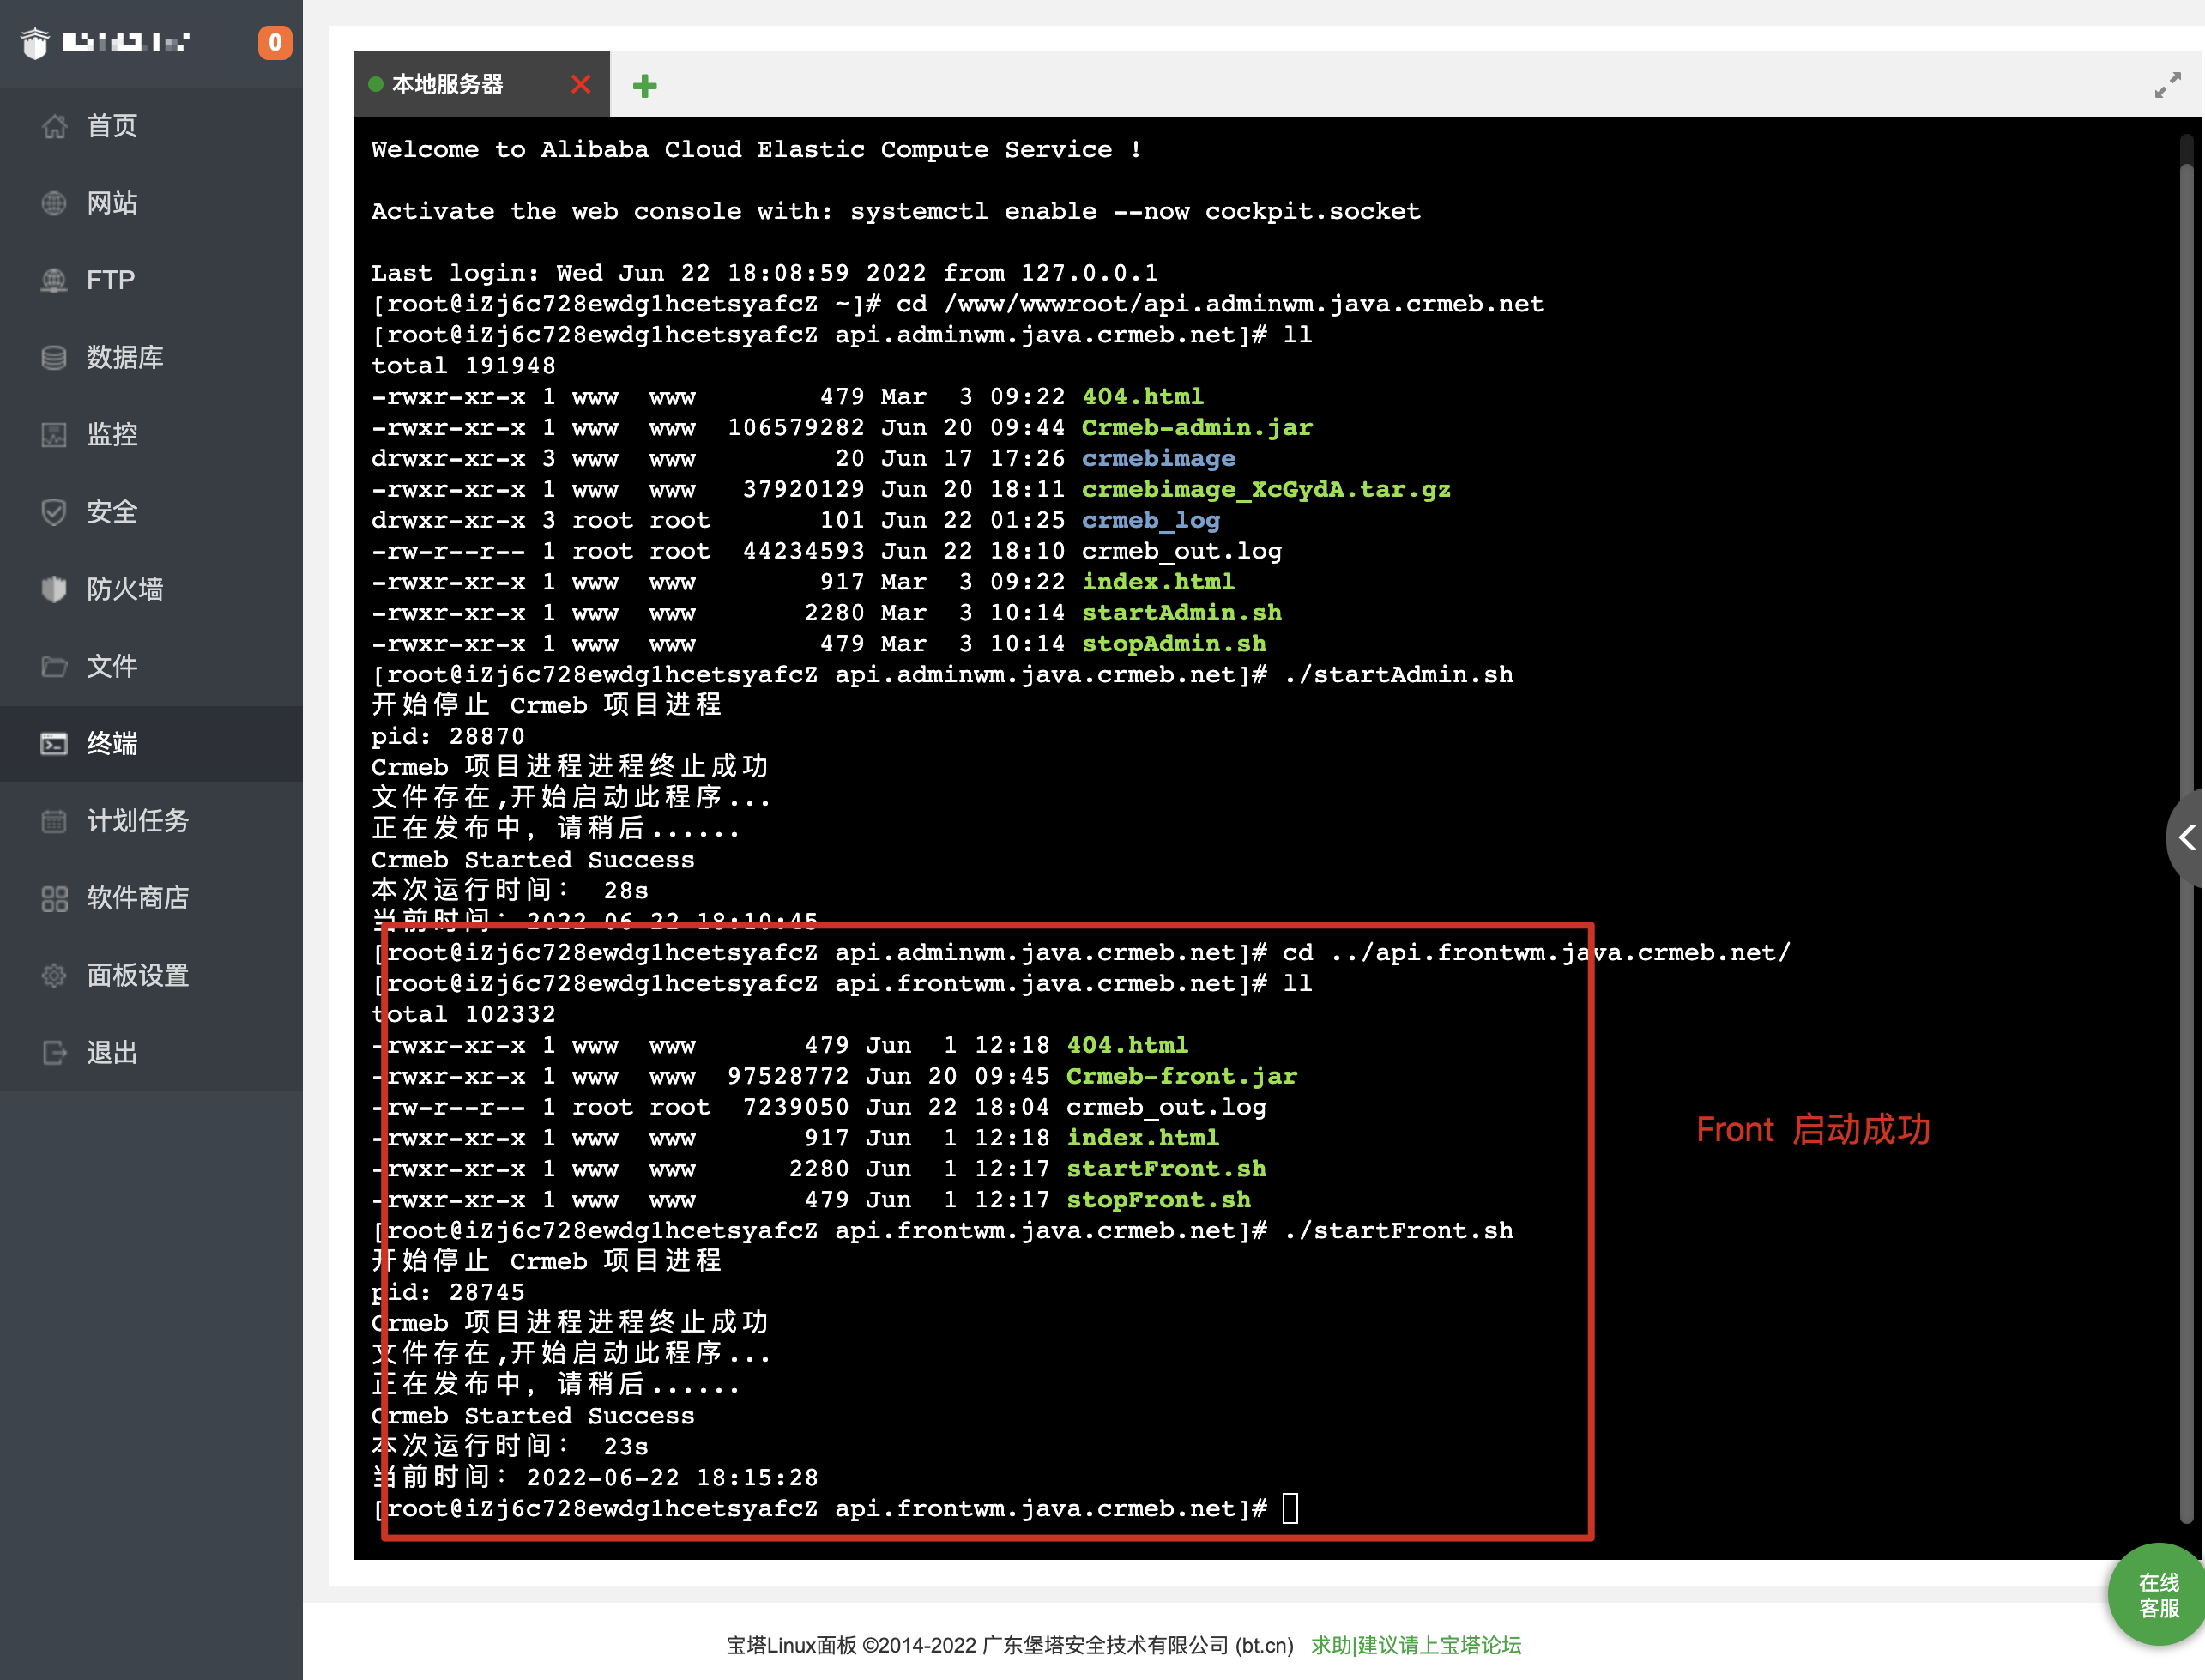 0
首页
网站
FTP
数据库
监控
安全
防火墙
文件
终端
计划任务
软件商店
面板设置
退出
本地服务器
Welcome to Alibaba Cloud Elastic Compute Service !
Activate the web console with: systemctl enable --now cockpit.socket
Last login: Wed Jun 22 18:08:59 2022 from 127.0.0.1
[root@iZj6c728ewdg1hcetsyafcZ ~]# cd /www/wwwroot/api.adminwm.java.crmeb.net
[root@iZj6c728ewdg1hcetsyafcZ api.adminwm.java.crmeb.net]# ll
total 191948
-rwxr-xr-x 1 www  www        479 Mar  3 09:22 404.html
-rwxr-xr-x 1 www  www  106579282 Jun 20 09:44 Crmeb-admin.jar
drwxr-xr-x 3 www  www         20 Jun 17 17:26 crmebimage
-rwxr-xr-x 1 www  www   37920129 Jun 20 18:11 crmebimage_XcGydA.tar.gz
drwxr-xr-x 3 root root       101 Jun 22 01:25 crmeb_log
-rw-r--r-- 1 root root  44234593 Jun 22 18:10 crmeb_out.log
-rwxr-xr-x 1 www  www        917 Mar  3 09:22 index.html
-rwxr-xr-x 1 www  www       2280 Mar  3 10:14 startAdmin.sh
-rwxr-xr-x 1 www  www        479 Mar  3 10:14 stopAdmin.sh
[root@iZj6c728ewdg1hcetsyafcZ api.adminwm.java.crmeb.net]# ./startAdmin.sh
开始停止 Crmeb 项目进程
pid: 28870
Crmeb 项目进程进程终止成功
文件存在,开始启动此程序...
正在发布中，请稍后......
Crmeb Started Success
本次运行时间： 28s
当前时间：2022-06-22 18:10:45
[root@iZj6c728ewdg1hcetsyafcZ api.adminwm.java.crmeb.net]# cd ../api.frontwm.java.crmeb.net/
[root@iZj6c728ewdg1hcetsyafcZ api.frontwm.java.crmeb.net]# ll
total 102332
-rwxr-xr-x 1 www  www       479 Jun  1 12:18 404.html
-rwxr-xr-x 1 www  www  97528772 Jun 20 09:45 Crmeb-front.jar
-rw-r--r-- 1 root root  7239050 Jun 22 18:04 crmeb_out.log
-rwxr-xr-x 1 www  www       917 Jun  1 12:18 index.html
-rwxr-xr-x 1 www  www      2280 Jun  1 12:17 startFront.sh
-rwxr-xr-x 1 www  www       479 Jun  1 12:17 stopFront.sh
[root@iZj6c728ewdg1hcetsyafcZ api.frontwm.java.crmeb.net]# ./startFront.sh
开始停止 Crmeb 项目进程
pid: 28745
Crmeb 项目进程进程终止成功
文件存在,开始启动此程序...
正在发布中，请稍后......
Crmeb Started Success
本次运行时间： 23s
当前时间：2022-06-22 18:15:28
[root@iZj6c728ewdg1hcetsyafcZ api.frontwm.java.crmeb.net]#
Front 启动成功
在线
客服
宝塔Linux面板 ©2014-2022 广东堡塔安全技术有限公司 (bt.cn) 求助|建议请上宝塔论坛